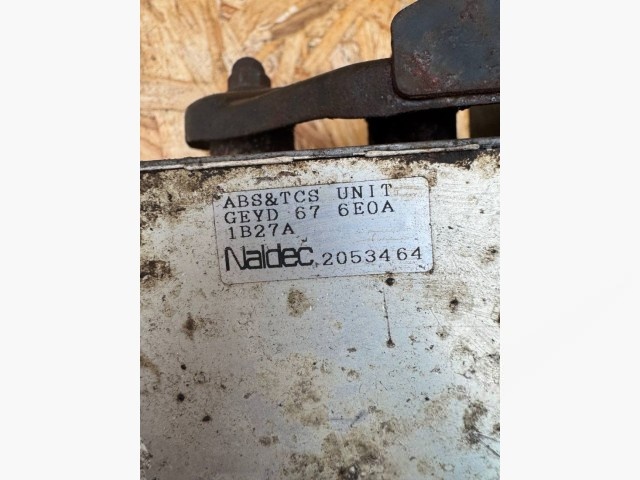 ABS&TCS UNIT
GEYD 67 6E0A
1B27A
Naldec 2053464